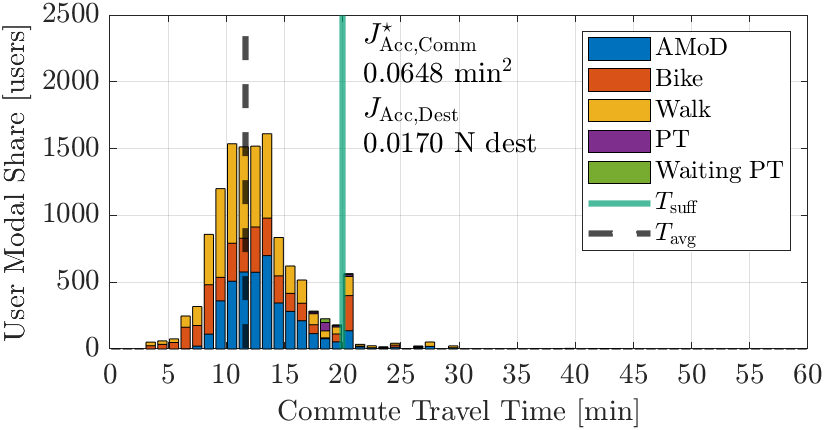 2500
2000
1500
1000
500
0
User Modal Share [users]
J⋆Acc,Comm
0.0648 min²
JAcc,Dest
0.0170 N dest
AMoD
Bike
Walk
PT
Waiting PT
Tsuff
Tavg
0 5 10 15 20 25 30 35 40 45 50 55 60
Commute Travel Time [min]